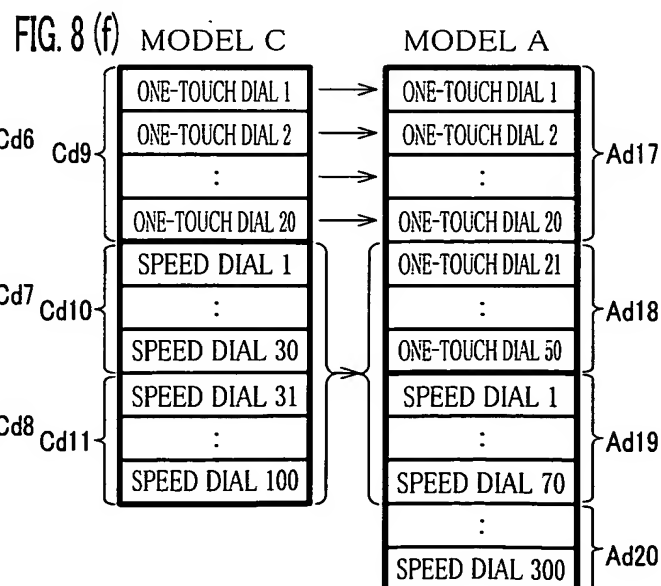 FIG. 8 (f) MODEL C MODEL A
ONE-TOUCH DIAL 1 ONE-TOUCH DIAL 1
Cd6 Cd9 ONE-TOUCH DIAL 2 ONE-TOUCH DIAL 2 Ad17
: :
ONE-TOUCH DIAL 20 ONE-TOUCH DIAL 20
SPEED DIAL 1 ONE-TOUCH DIAL 21
Cd7 Cd10 : : Ad18
SPEED DIAL 30 ONE-TOUCH DIAL 50
SPEED DIAL 31 SPEED DIAL 1
Cd8 Cd11 : : Ad19
SPEED DIAL 100 SPEED DIAL 70
: Ad20
SPEED DIAL 300